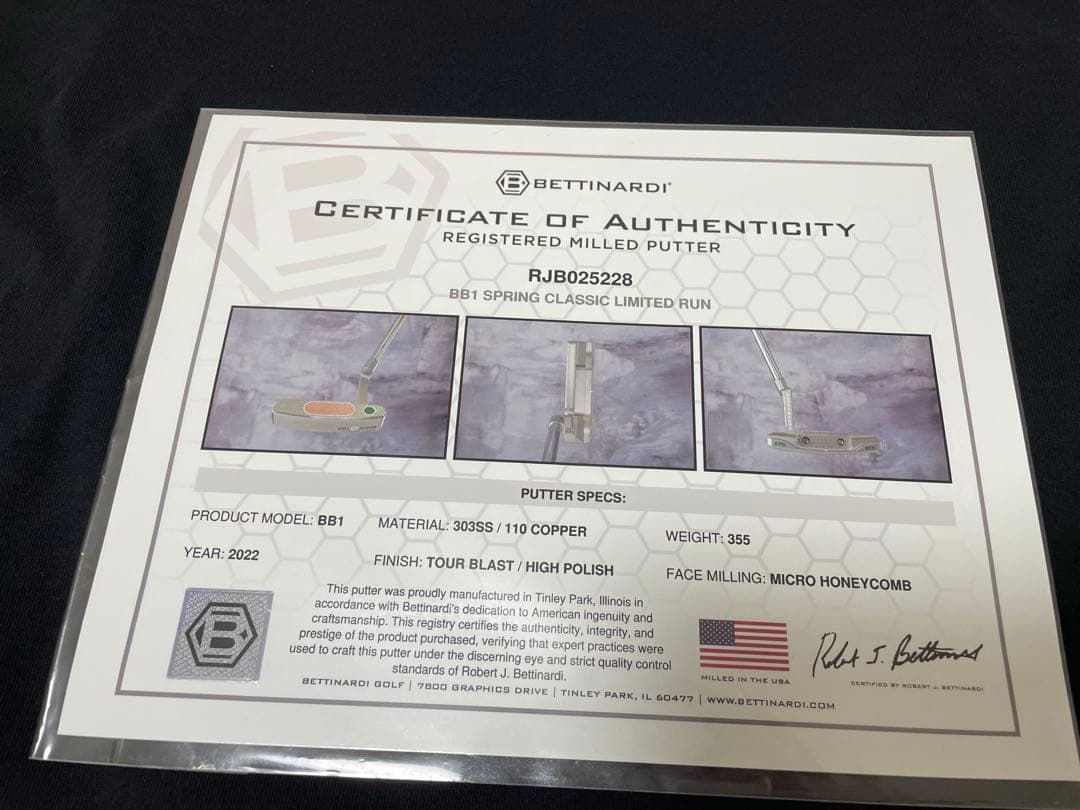 BETTINARDI®
CERTIFICATE OF AUTHENTICITY
REGISTERED MILLED PUTTER
RJB025228
BB1 SPRING CLASSIC LIMITED RUN
PUTTER SPECS:
PRODUCT MODEL: BB1
MATERIAL: 303SS / 110 COPPER
WEIGHT: 355
YEAR: 2022
FINISH: TOUR BLAST / HIGH POLISH
FACE MILLING: MICRO HONEYCOMB
This putter was proudly manufactured in Tinley Park, Illinois in
accordance with Bettinardi's dedication to American ingenuity and
craftsmanship. This registry certifies the authenticity, integrity, and
prestige of the product purchased, verifying that expert practices were
used to craft this putter under the discerning eye and strict quality control
standards of Robert J. Bettinardi.
MILLED IN THE USA
Robert J. Bettinardi
CERTIFIED BY ROBERT J. BETTINARDI
BETTINARDI GOLF | 7800 GRAPHICS DRIVE | TINLEY PARK, IL 60477 | WWW.BETTINARDI.COM